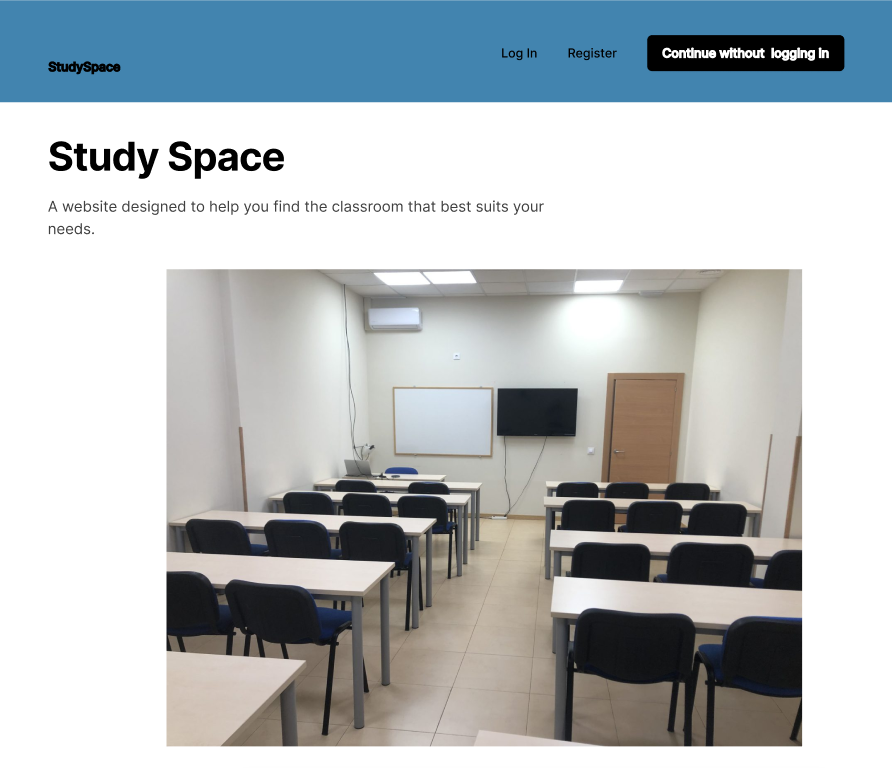 StudySpace
Log In
Register
Continue without  logging in
Study Space
A website designed to help you find the classroom that best suits your
needs.